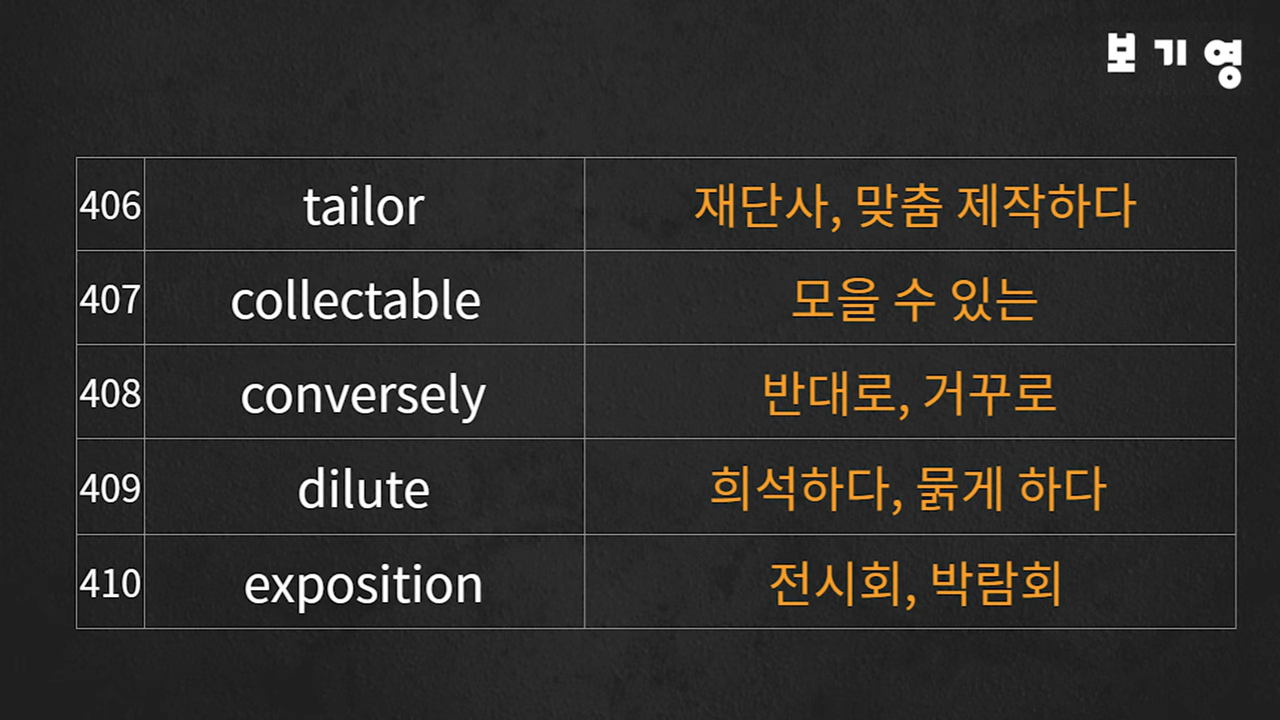 보기영
406 tailor 재단사, 맞춤 제작하다
407 collectable 모을 수 있는
408 conversely 반대로, 거꾸로
409 dilute 희석하다, 묽게 하다
410 exposition 전시회, 박람회